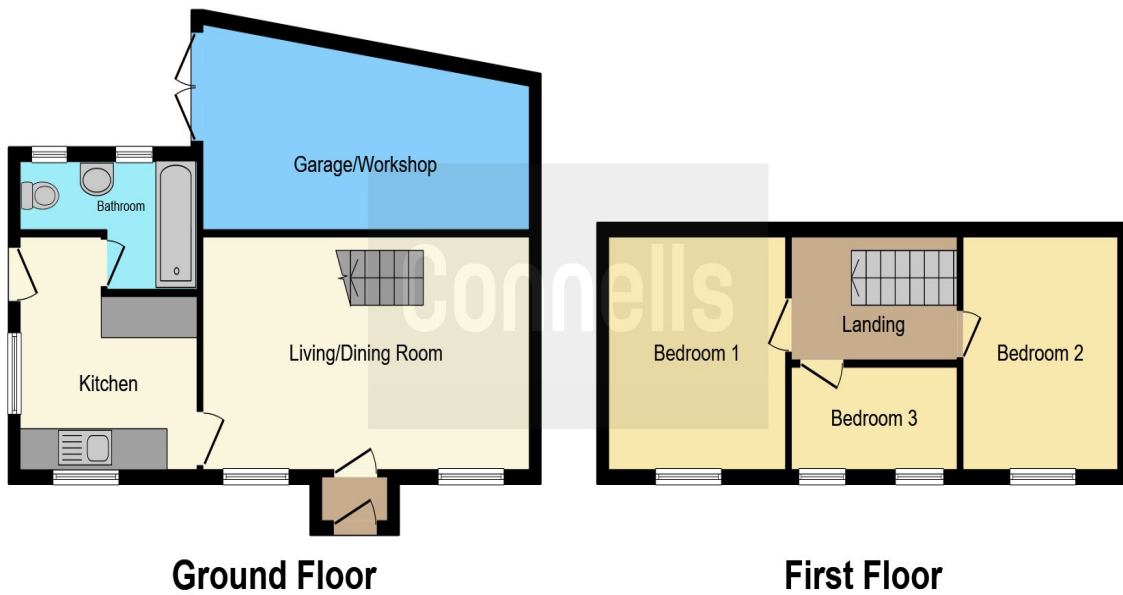 Garage/Workshop
Bathroom
Connells
Living/Dining Room
Kitchen
Landing
Bedroom 1
Bedroom 2
Bedroom 3
Ground Floor
First Floor